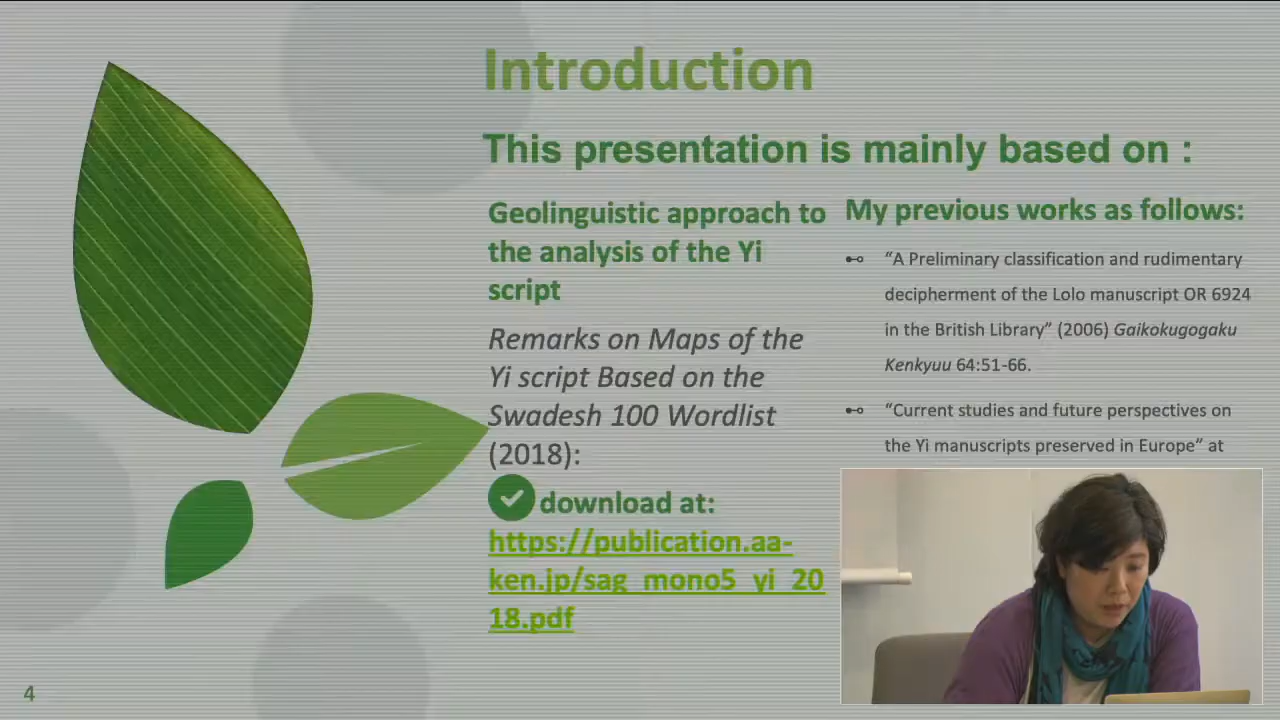 Introduction
This presentation is mainly based on :
Geolinguistic approach to
the analysis of the Yi
script
Remarks on Maps of the
Yi script Based on the
Swadesh 100 Wordlist
(2018):
download at:
https://publication.aa-
ken.jp/sag_mono5_yi_20
18.pdf
My previous works as follows:
“A Preliminary classification and rudimentary
decipherment of the Lolo manuscript OR 6924
in the British Library” (2006) Gaikokugogaku
Kenkyuu 64:51-66.
“Current studies and future perspectives on
the Yi manuscripts preserved in Europe” at
4